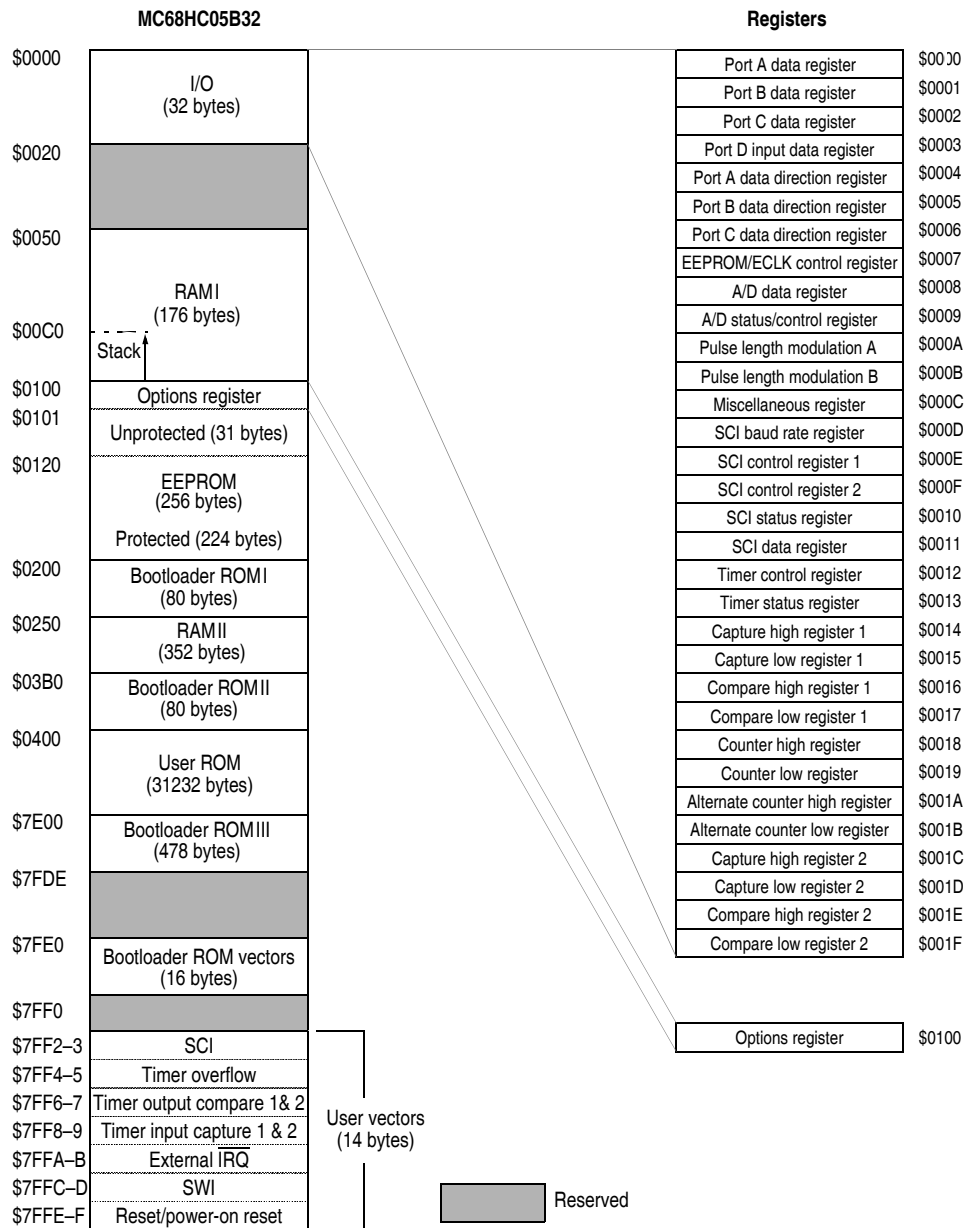 MC68HC05B32
$0000
I/O
(32 bytes)
$0020
$0050
RAMI
(176 bytes)
$00C0
Stack
$0100
Options register
$0101
Unprotected (31 bytes)
$0120
EEPROM
(256 bytes)
Protected (224 bytes)
$0200
Bootloader ROMI
(80 bytes)
$0250
RAMII
(352 bytes)
$03B0
Bootloader ROMII
(80 bytes)
$0400
User ROM
(31232 bytes)
$7E00
Bootloader ROMIII
(478 bytes)
$7FDE
$7FE0
Bootloader ROM vectors
(16 bytes)
$7FF0
$7FF2–3 SCI
$7FF4–5 Timer overflow
$7FF6–7 Timer output compare 1& 2
$7FF8–9 Timer input capture 1 & 2
$7FFA–B External IRQ
$7FFC–D SWI
$7FFE–F Reset/power-on reset
User vectors
(14 bytes)
Reserved
Registers
Port A data register $0000
Port B data register $0001
Port C data register $0002
Port D input data register $0003
Port A data direction register $0004
Port B data direction register $0005
Port C data direction register $0006
EEPROM/ECLK control register $0007
A/D data register $0008
A/D status/control register $0009
Pulse length modulation A $000A
Pulse length modulation B $000B
Miscellaneous register $000C
SCI baud rate register $000D
SCI control register 1 $000E
SCI control register 2 $000F
SCI status register $0010
SCI data register $0011
Timer control register $0012
Timer status register $0013
Capture high register 1 $0014
Capture low register 1 $0015
Compare high register 1 $0016
Compare low register 1 $0017
Counter high register $0018
Counter low register $0019
Alternate counter high register $001A
Alternate counter low register $001B
Capture high register 2 $001C
Capture low register 2 $001D
Compare high register 2 $001E
Compare low register 2 $001F
Options register $0100